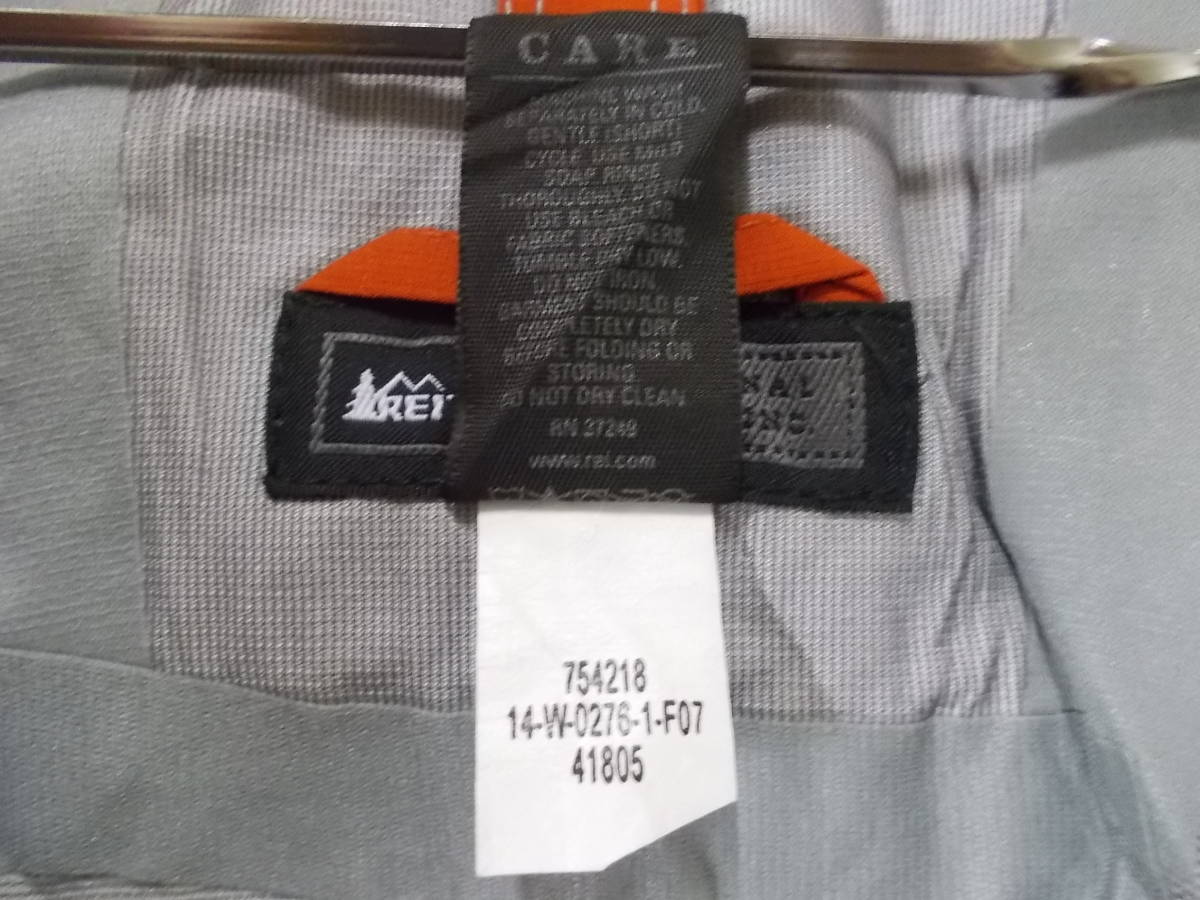 CARE
MACHINE WASH
SEPARATELY IN COLD,
GENTLE (SHORT)
CYCLE. USE MILD
SOAP. RINSE
THOROUGHLY. DO NOT
USE BLEACH OR
FABRIC SOFTENERS.
TUMBLE DRY LOW.
DO NOT IRON.
GARMENT SHOULD BE
COMPLETELY DRY
BEFORE FOLDING OR
STORING.
DO NOT DRY CLEAN
RN 37248
www.rei.com
REI
754218
14-W-0276-1-F07
41805